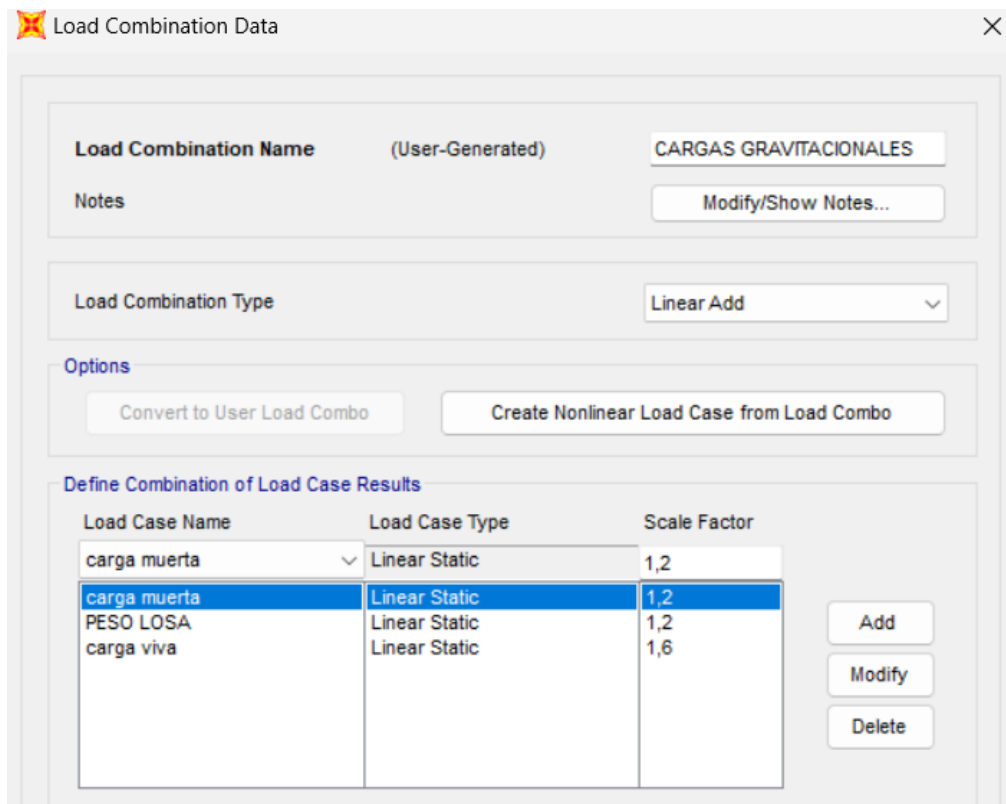 Load Combination Data
Load Combination Name (User-Generated) CARGAS GRAVITACIONALES
Notes Modify/Show Notes...
Load Combination Type Linear Add
Options
Convert to User Load Combo Create Nonlinear Load Case from Load Combo
Define Combination of Load Case Results
Load Case Name Load Case Type Scale Factor
carga muerta Linear Static 1,2
carga muerta Linear Static 1,2
PESO LOSA Linear Static 1,2
carga viva Linear Static 1,6
Add
Modify
Delete